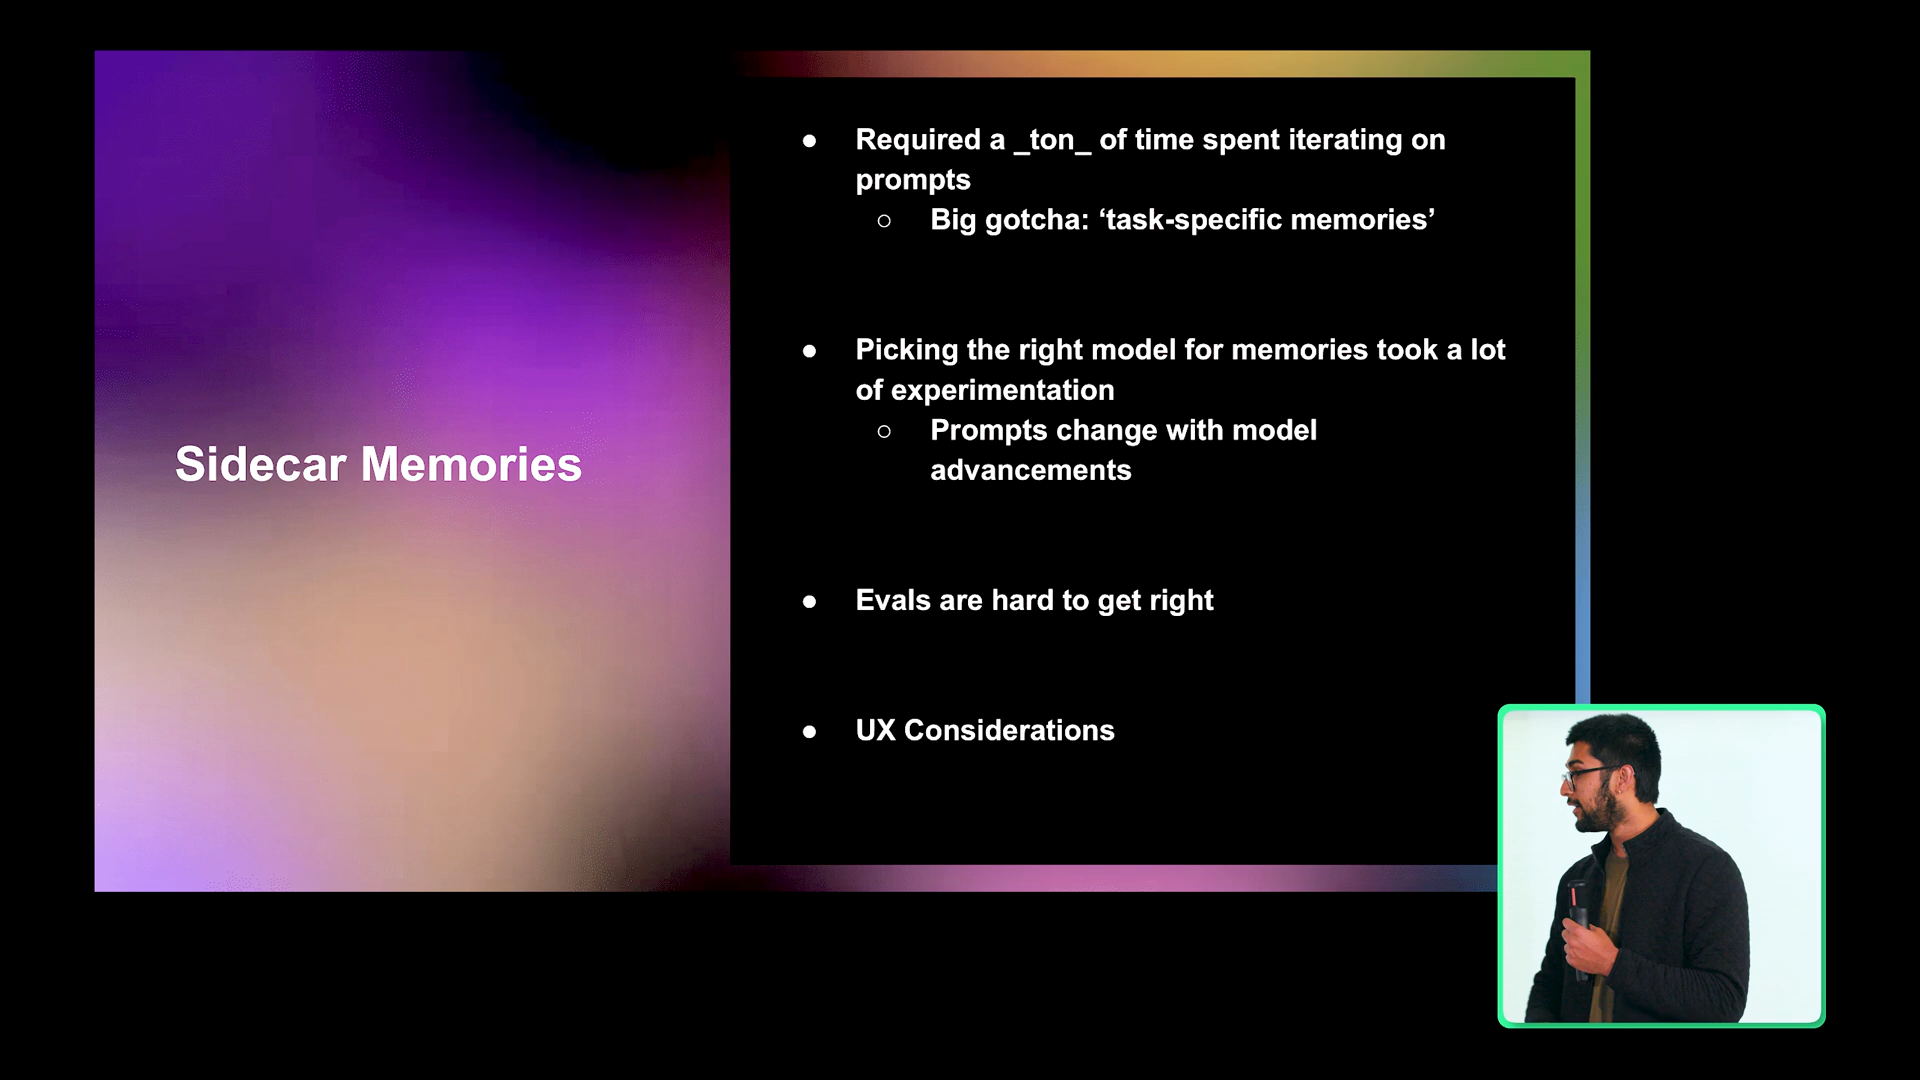 Sidecar Memories
● Required a _ton_ of time spent iterating on
prompts
○ Big gotcha: ‘task-specific memories’
● Picking the right model for memories took a lot
of experimentation
○ Prompts change with model
advancements
● Evals are hard to get right
● UX Considerations